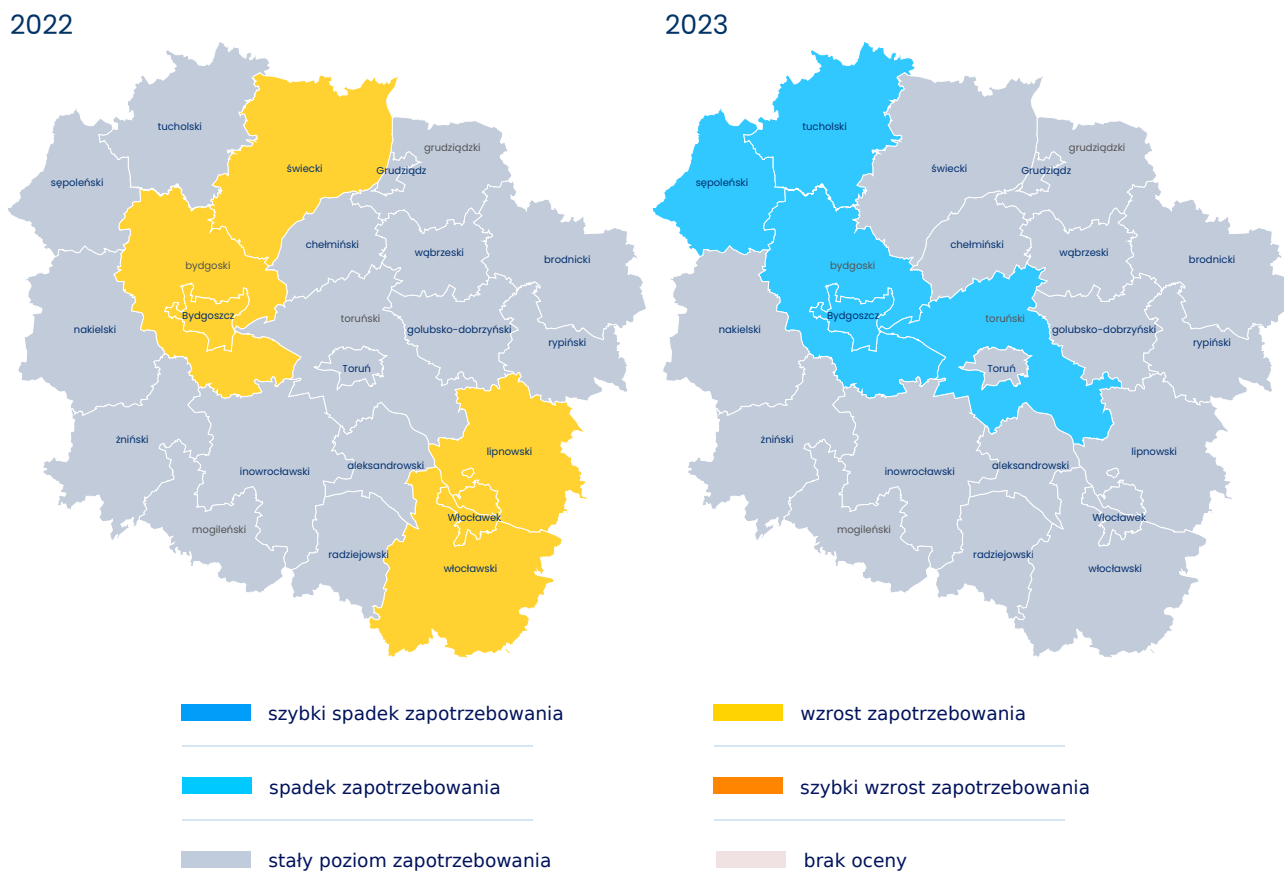 2022
tucholski
grudziądzki
świecki
Grudziądz
sępoleński
chełmiński
wąbrzeski
brodnicki
bydgoski
Bydgoszcz
toruński
nakielski
golubsko-dobrzyński
rypiński
Toruń
żniński
lipnowski
inowrocławski
aleksandrowski
Włocławek
mogileński
radziejowski
włocławski
2023
tucholski
grudziądzki
świecki
Grudziądz
sępoleński
chełmiński
wąbrzeski
brodnicki
bydgoski
Bydgoszcz
toruński
nakielski
golubsko-dobrzyński
rypiński
Toruń
żniński
lipnowski
inowrocławski
aleksandrowski
Włocławek
mogileński
radziejowski
włocławski
szybki spadek zapotrzebowania
spadek zapotrzebowania
stały poziom zapotrzebowania
wzrost zapotrzebowania
szybki wzrost zapotrzebowania
brak oceny